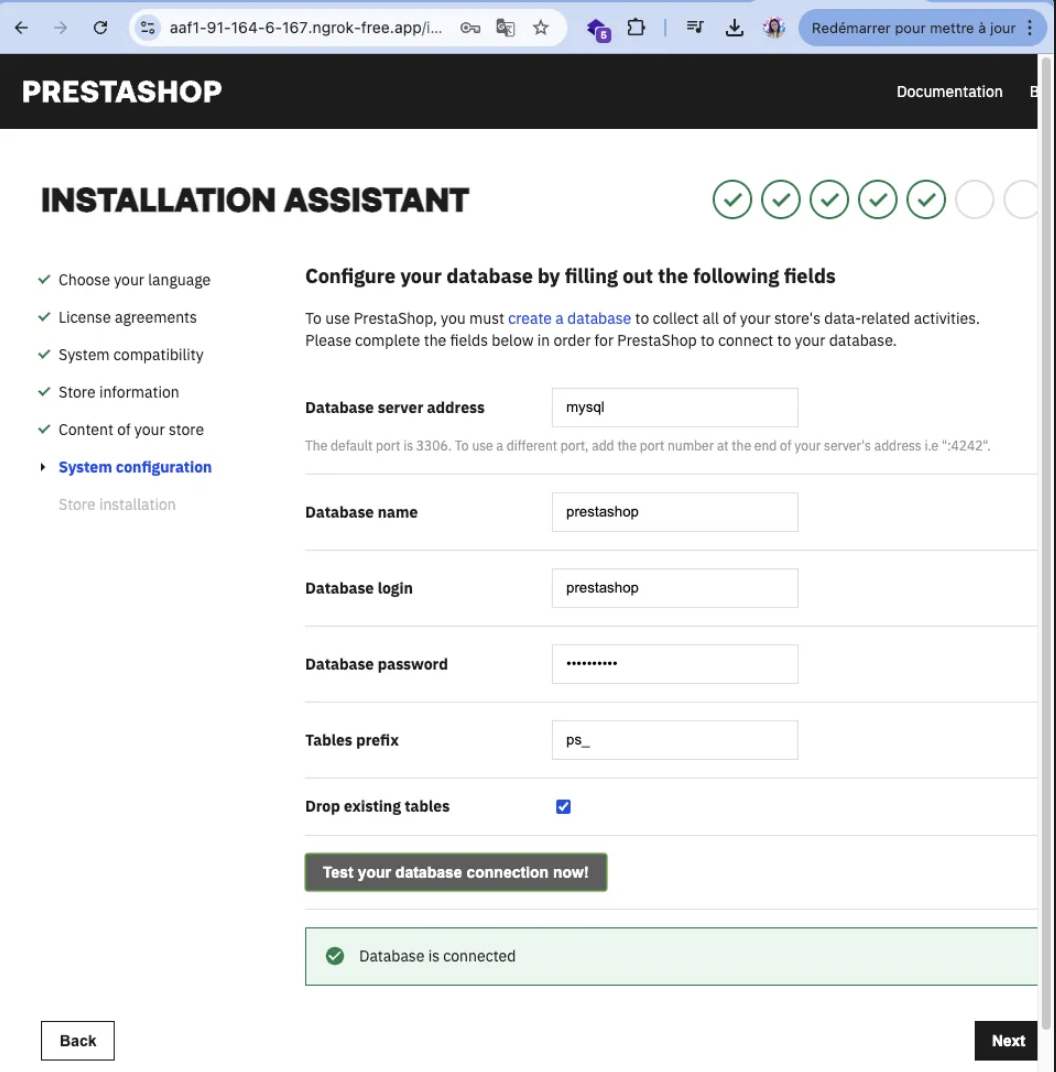 aaf1-91-164-6-167.ngrok-free.app/i...
5
Redémarrer pour mettre à jour
PRESTASHOP
Documentation
INSTALLATION ASSISTANT
Choose your language
License agreements
System compatibility
Store information
Content of your store
System configuration
Store installation
Configure your database by filling out the following fields
To use PrestaShop, you must create a database to collect all of your store's data-related activities.
Please complete the fields below in order for PrestaShop to connect to your database.
Database server address
mysql
The default port is 3306. To use a different port, add the port number at the end of your server's address i.e ":4242".
Database name
prestashop
Database login
prestashop
Database password
••••••••••
Tables prefix
ps_
Drop existing tables
Test your database connection now!
Database is connected
Back
Next